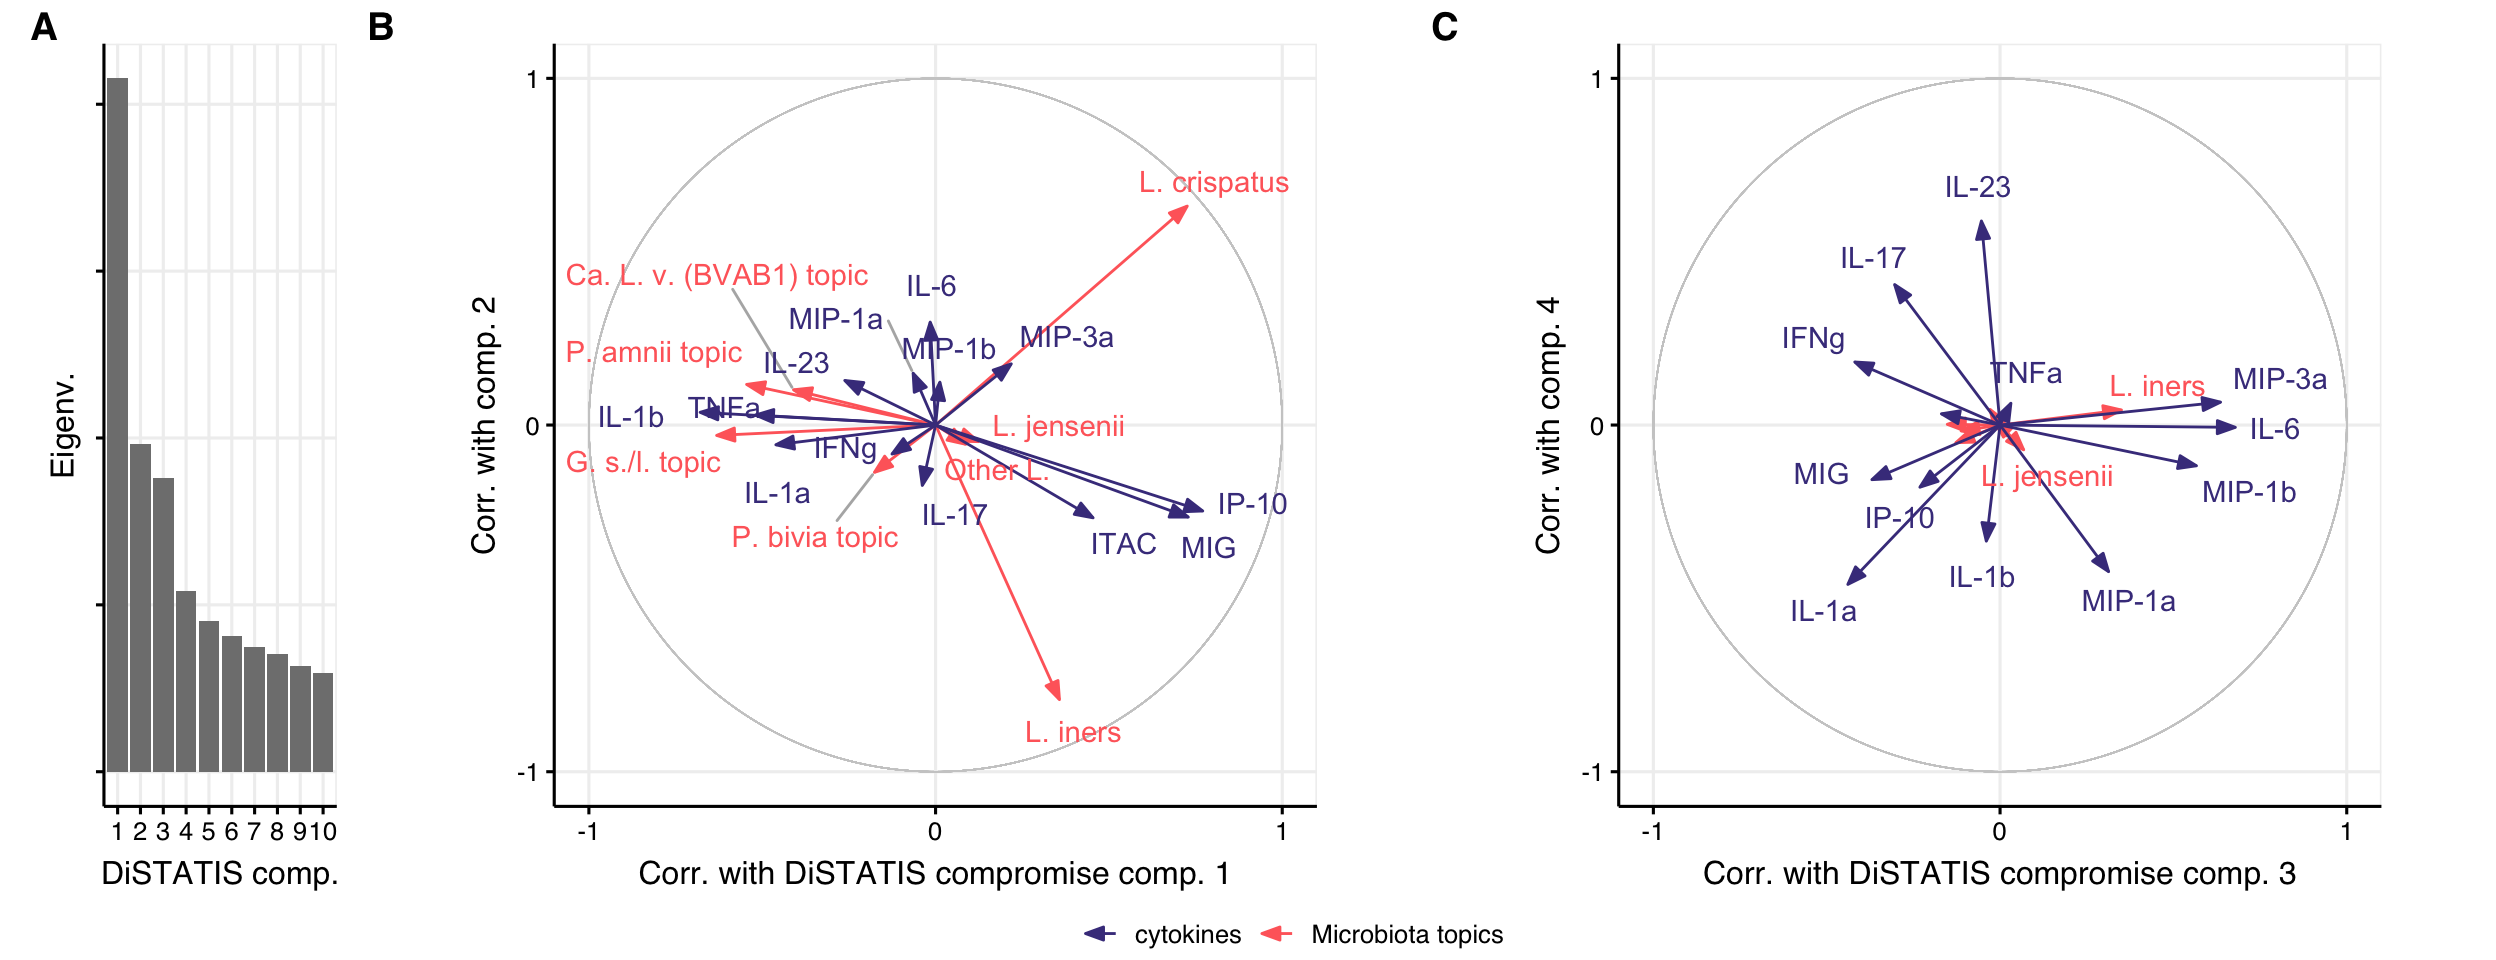 A
Eigenv.
1 2 3 4 5 6 7 8 9 10
DiSTATIS comp.
B
Corr. with comp. 2
1
0
-1
L. crispatus
Ca. L. v. (BVAB1) topic
IL-6
MIP-1a
MIP-1b
MIP-3a
P. amnii topic
IL-23
TNFa
IL-1b
L. jensenii
IFNg
G. s./l. topic
Other L.
IL-1a
IL-17
IP-10
P. bivia topic
ITAC
MIG
L. iners
-1 0 1
Corr. with DiSTATIS compromise comp. 1
C
Corr. with comp. 4
1
0
-1
IL-23
IL-17
IFNg
TNFa
L. iners
MIP-3a
IL-6
MIG
L. jensenii
MIP-1b
IP-10
IL-1b
MIP-1a
IL-1a
-1 0 1
Corr. with DiSTATIS compromise comp. 3
cytokines
Microbiota topics